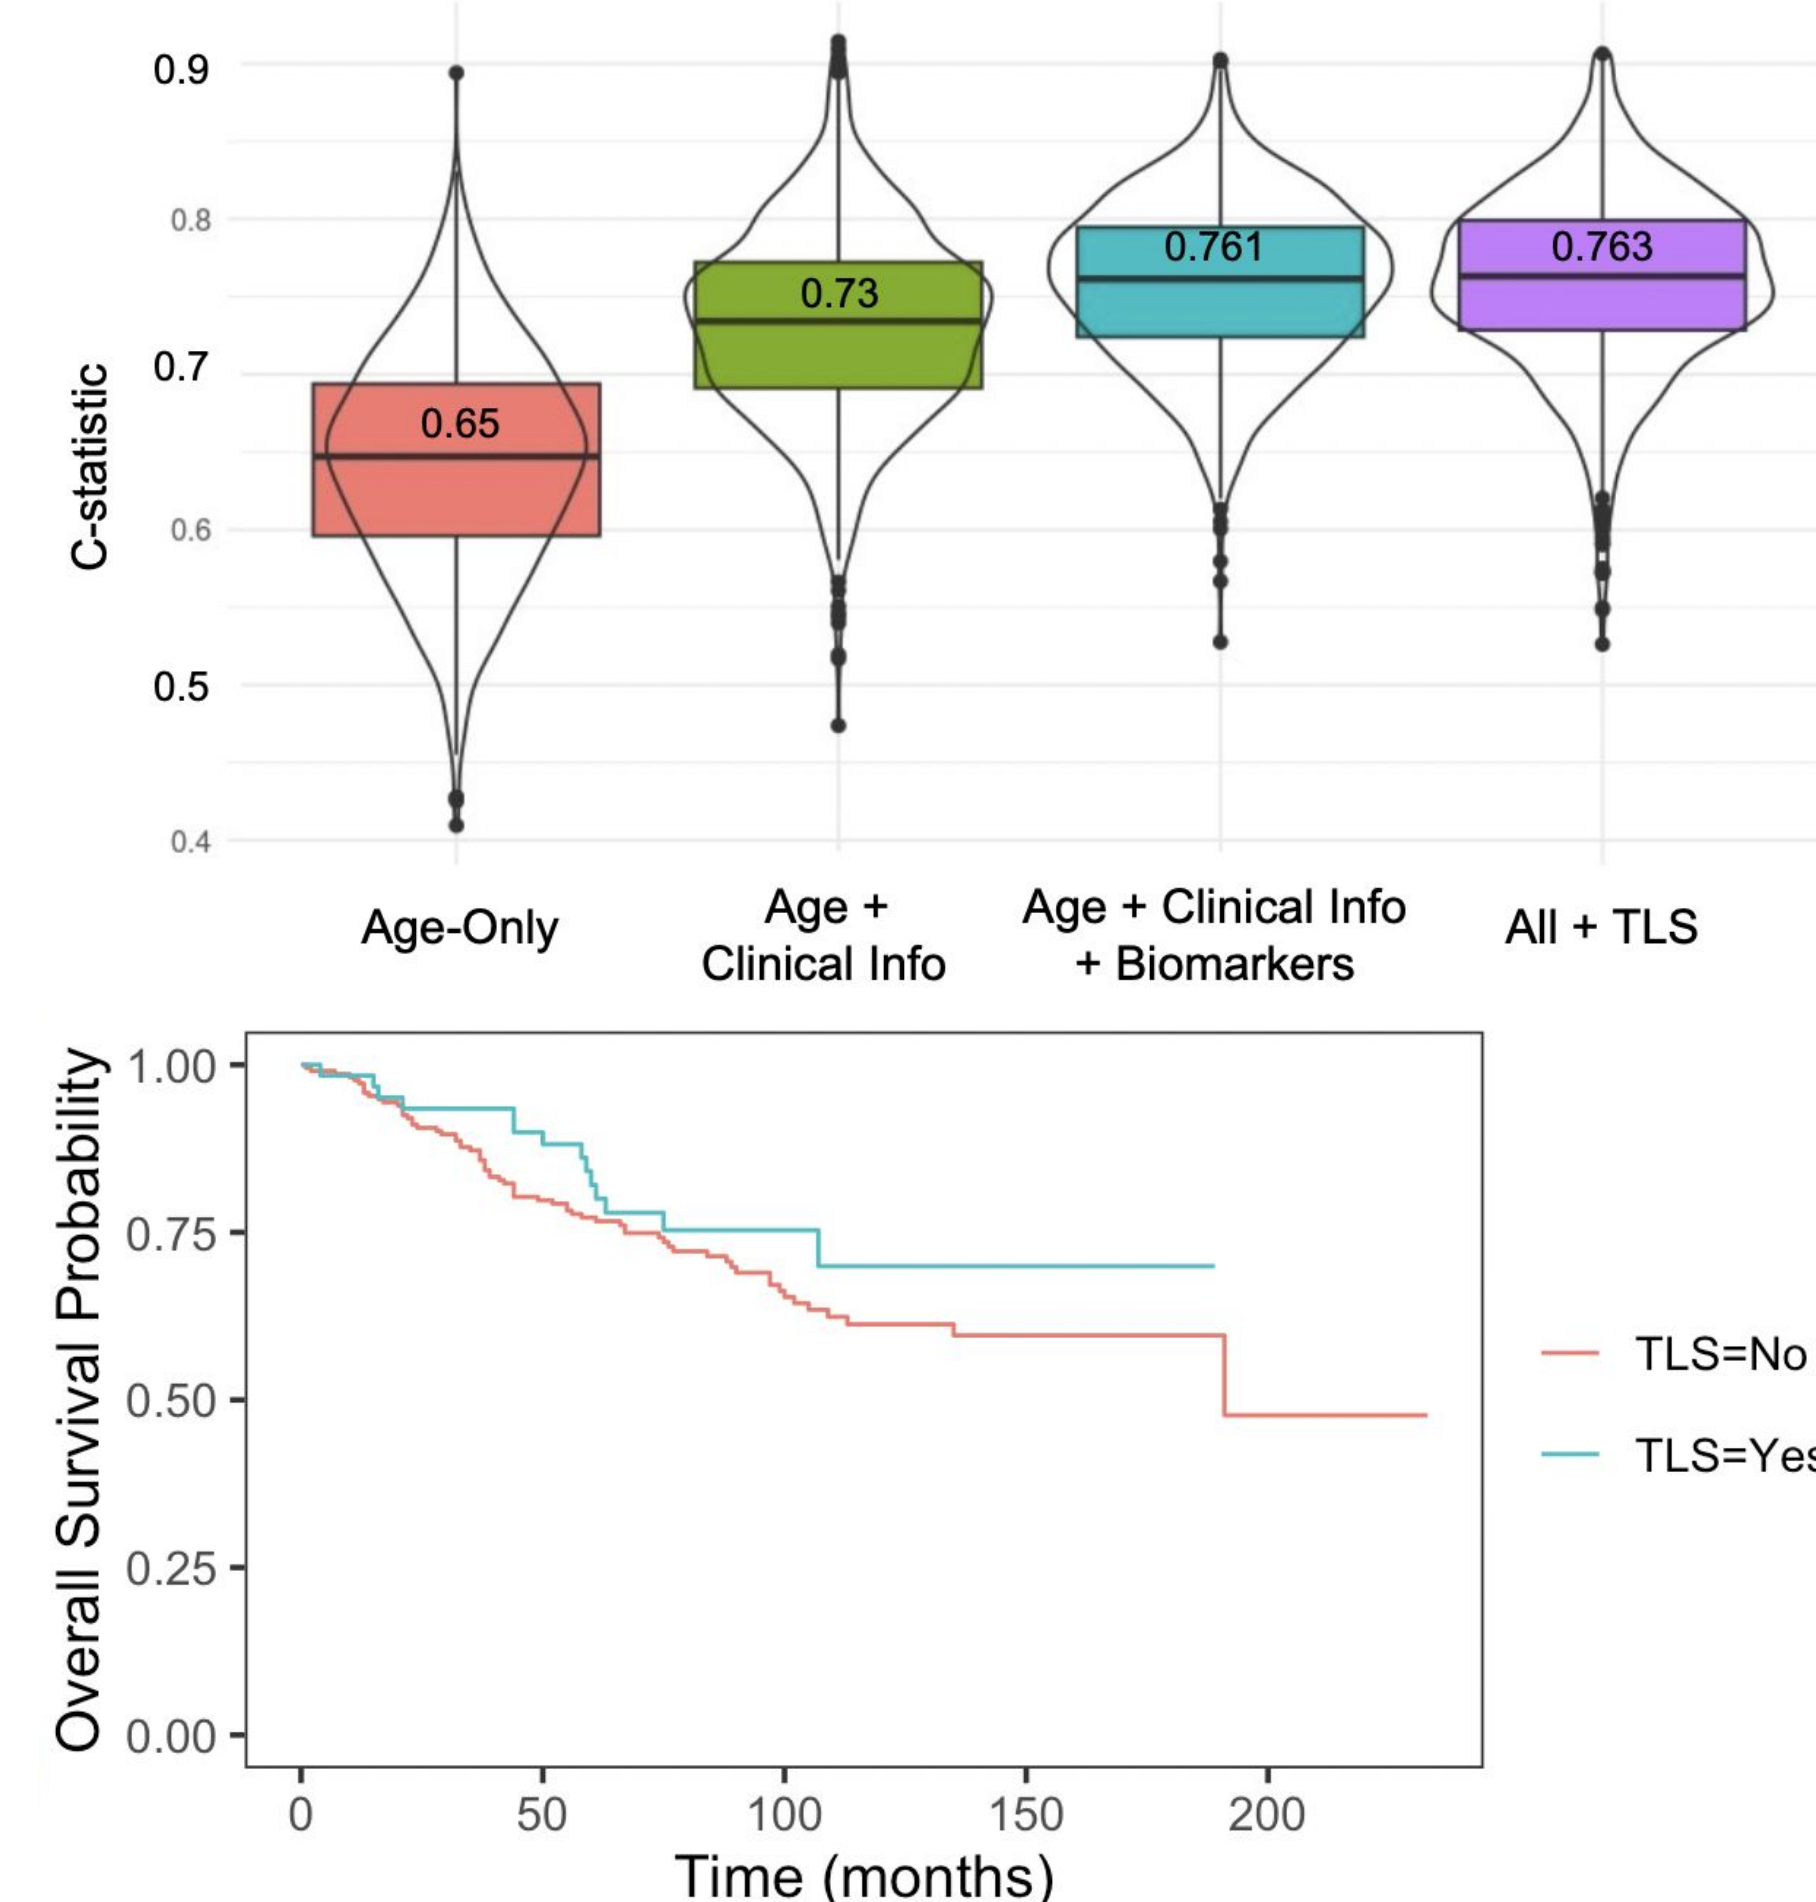 0.9
0.8
0.7
0.6
0.5
0.4
C-statistic
0.65
0.73
0.761
0.763
Age-Only
Age +
Clinical Info
Age + Clinical Info
+ Biomarkers
All + TLS
Overall Survival Probability
1.00
0.75
0.50
0.25
0.00
0 50 100 150 200
Time (months)
TLS=No
TLS=Yes